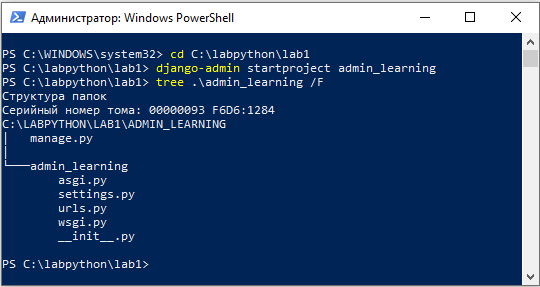 Администратор: Windows PowerShell
PS C:\WINDOWS\system32> cd C:\labpython\lab1
PS C:\labpython\lab1> django-admin startproject admin_learning
PS C:\labpython\lab1> tree .\admin_learning /F
Структура папок
Серийный номер тома: 00000093 F6D6:1284
C:\LABPYTHON\LAB1\ADMIN_LEARNING
│   manage.py
│
└───admin_learning
        asgi.py
        settings.py
        urls.py
        wsgi.py
        __init__.py
PS C:\labpython\lab1>